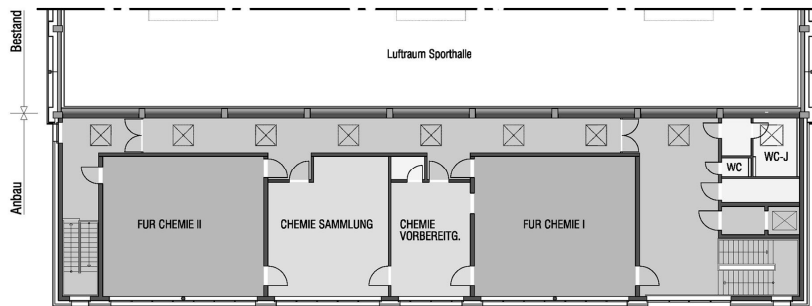 Bestand
Luftraum Sporthalle
Anbau
WC
WC-J
FUR CHEMIE II
CHEMIE SAMMLUNG
CHEMIE
VORBEREITG.
FUR CHEMIE I